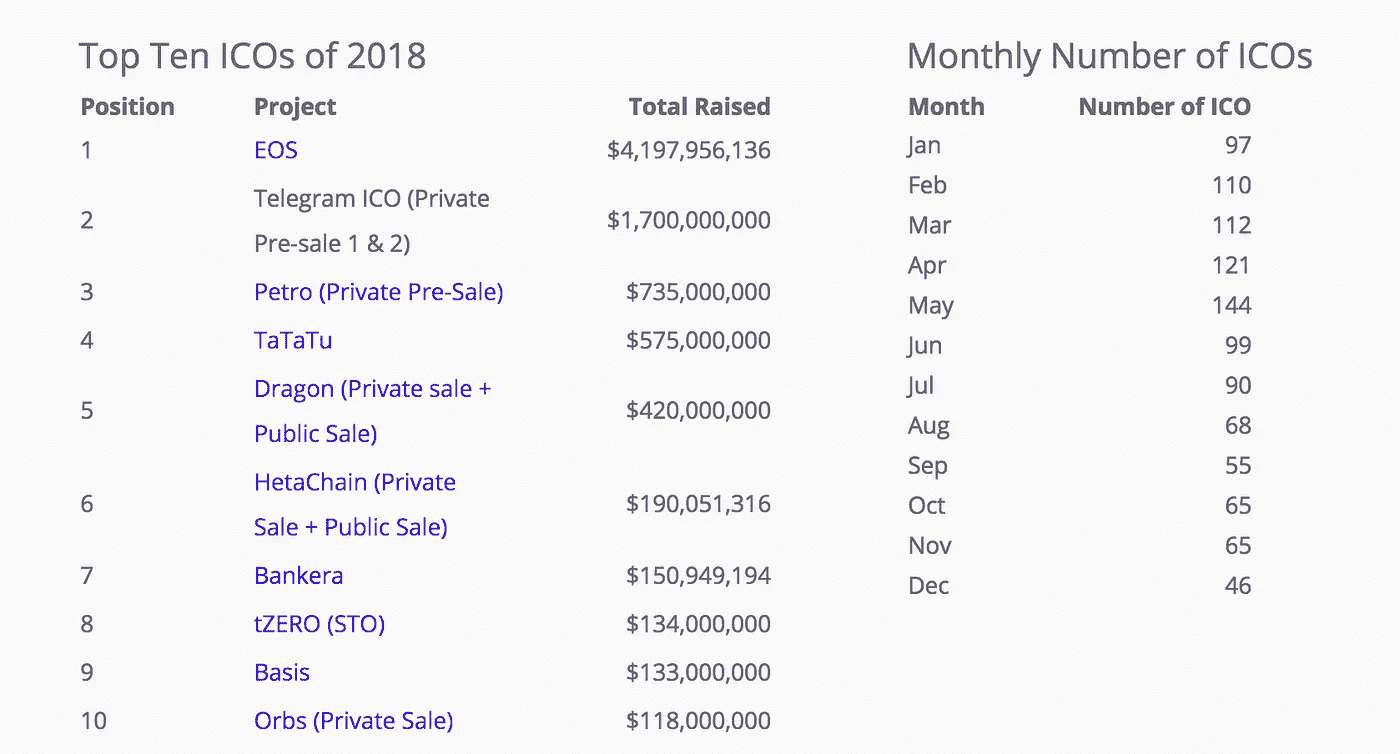 Top Ten ICOs of 2018
Position Project Total Raised
1 EOS $4,197,956,136
2 Telegram ICO (Private
Pre-sale 1 & 2) $1,700,000,000
3 Petro (Private Pre-Sale) $735,000,000
4 TaTaTu $575,000,000
5 Dragon (Private sale +
Public Sale) $420,000,000
6 HetaChain (Private
Sale + Public Sale) $190,051,316
7 Bankera $150,949,194
8 tZERO (STO) $134,000,000
9 Basis $133,000,000
10 Orbs (Private Sale) $118,000,000
Monthly Number of ICOs
Month Number of ICO
Jan 97
Feb 110
Mar 112
Apr 121
May 144
Jun 99
Jul 90
Aug 68
Sep 55
Oct 65
Nov 65
Dec 46